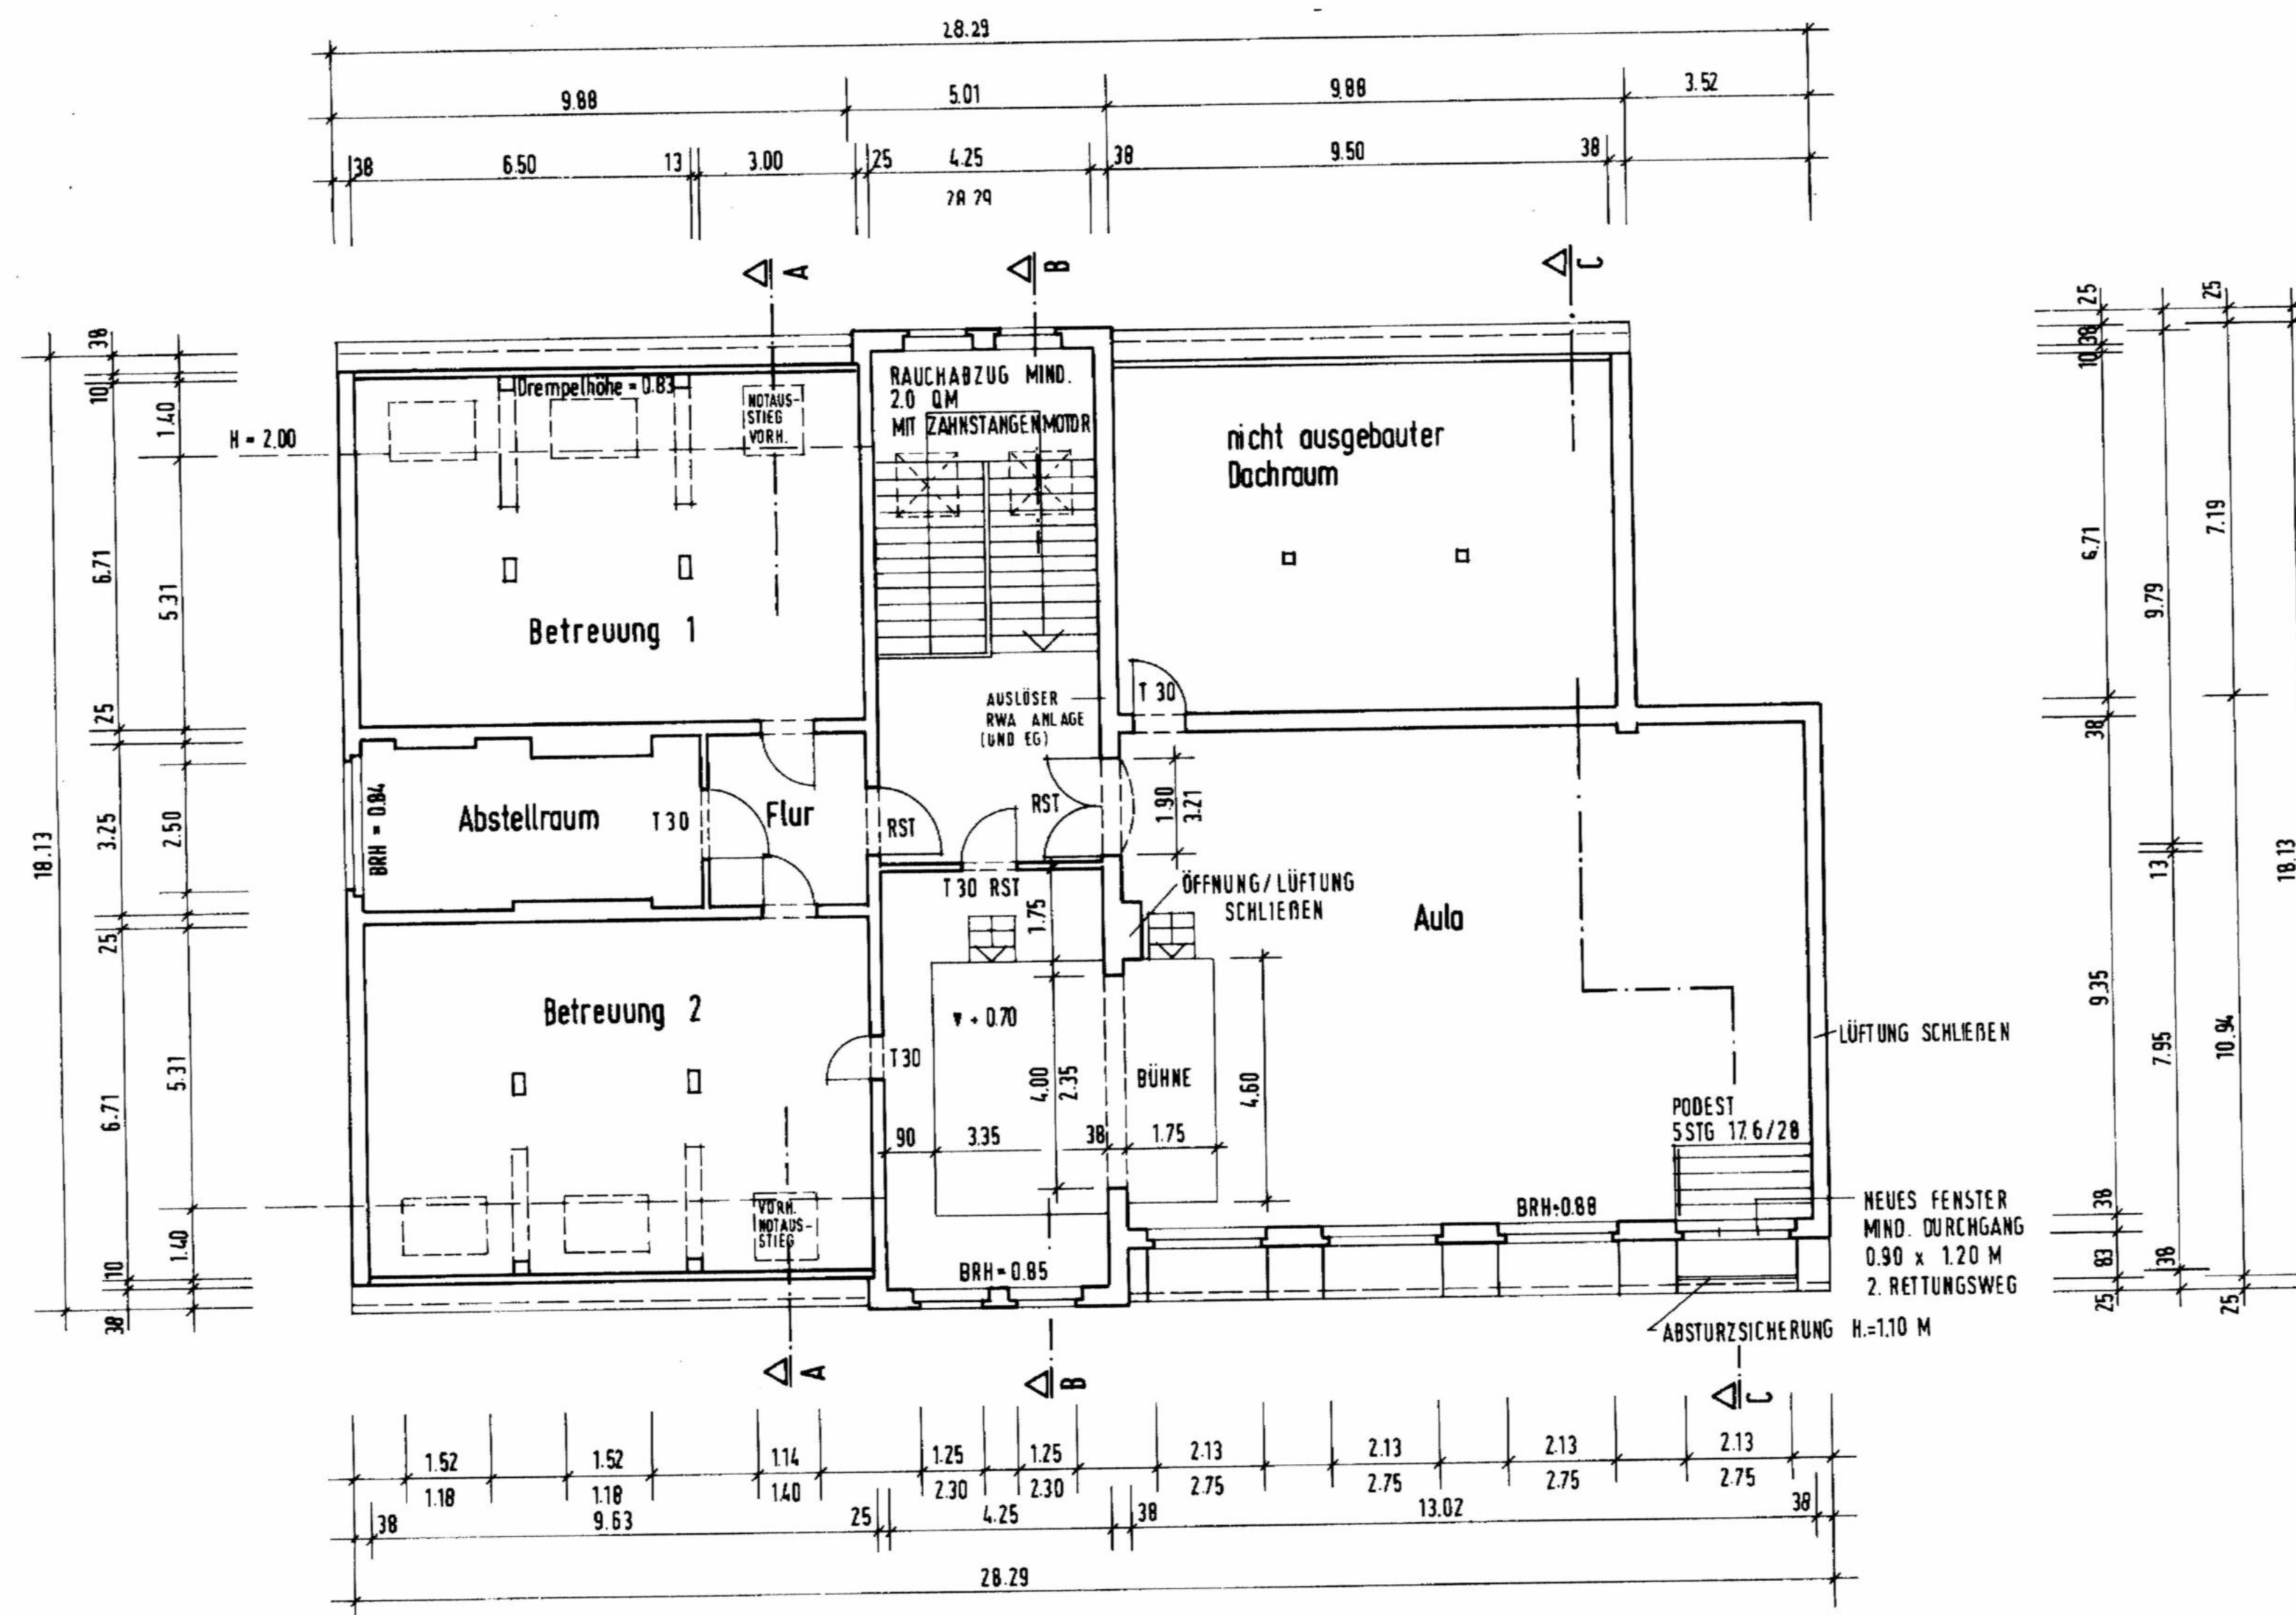 28.29
9.88
5.01
9.88
3.52
38
6.50
13
3.00
25
4.25
38
9.50
38
28.29
A
B
C
38
10
1.40
H = 2.00
6.71
5.31
25
18.13
3.25
2.50
25
6.71
5.31
10
1.40
38
Drempelhöhe = 0.83
NOTAUS-
STIEG
VORH.
RAUCHABZUG MIND.
2.0 QM
MIT ZAHNSTANGENMOTOR
nicht ausgebauter
Dachraum
Betreuung 1
AUSLÖSER
RWA ANLAGE
(UND EG)
T 30
BRH = 0.84
Abstellraum
T 30
Flur
RST
RST
1.90
3.21
T 30 RST
1.75
ÖFFNUNG/LÜFTUNG
SCHLIEßEN
Aula
Betreuung 2
+ 0.70
T30
4.00
2.35
BÜHNE
4.60
90
3.35
38
1.75
LÜFTUNG SCHLIEßEN
PODEST
5 STG 17.6/28
VORH.
NOTAUS-
STIEG
BRH = 0.85
BRH=0.88
NEUES FENSTER
MIND. DURCHGANG
0.90 x 1.20 M
2. RETTUNGSWEG
ABSTURZSICHERUNG H.=1.10 M
25
38
10
6.71
38
9.35
38
83
25
9.79
13
7.95
38
25
7.19
10.94
25
18.13
A
B
C
1.52
1.52
1.14
1.25
1.25
2.13
2.13
2.13
2.13
1.18
1.18
1.40
2.30
2.30
2.75
2.75
2.75
2.75
38
9.63
25
4.25
38
13.02
38
28.29